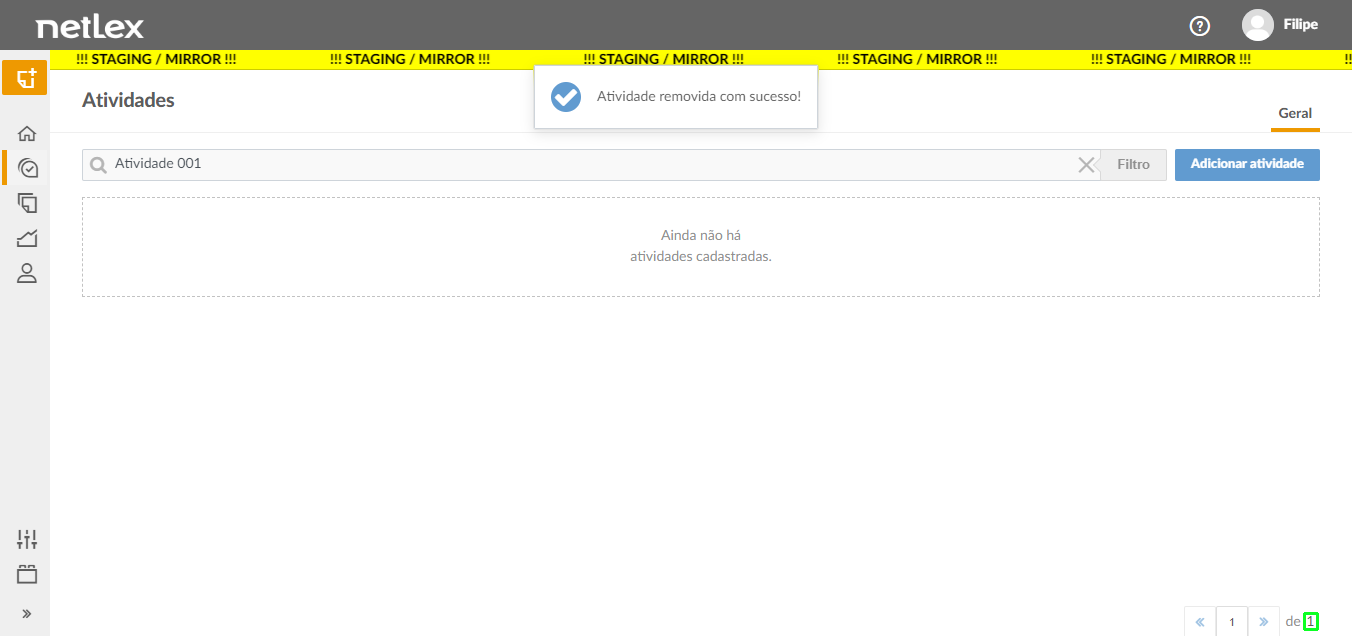 netlex
Filipe
!!! STAGING / MIRROR !!! !!! STAGING / MIRROR !!! !!! STAGING / MIRROR !!! !!! STAGING / MIRROR !!! !!! STAGING / MIRROR !!! !!
Atividade removida com sucesso!
Atividades
Geral
Atividade 001
Filtro
Adicionar atividade
Ainda não há
atividades cadastradas.
« 1 » de 1
»